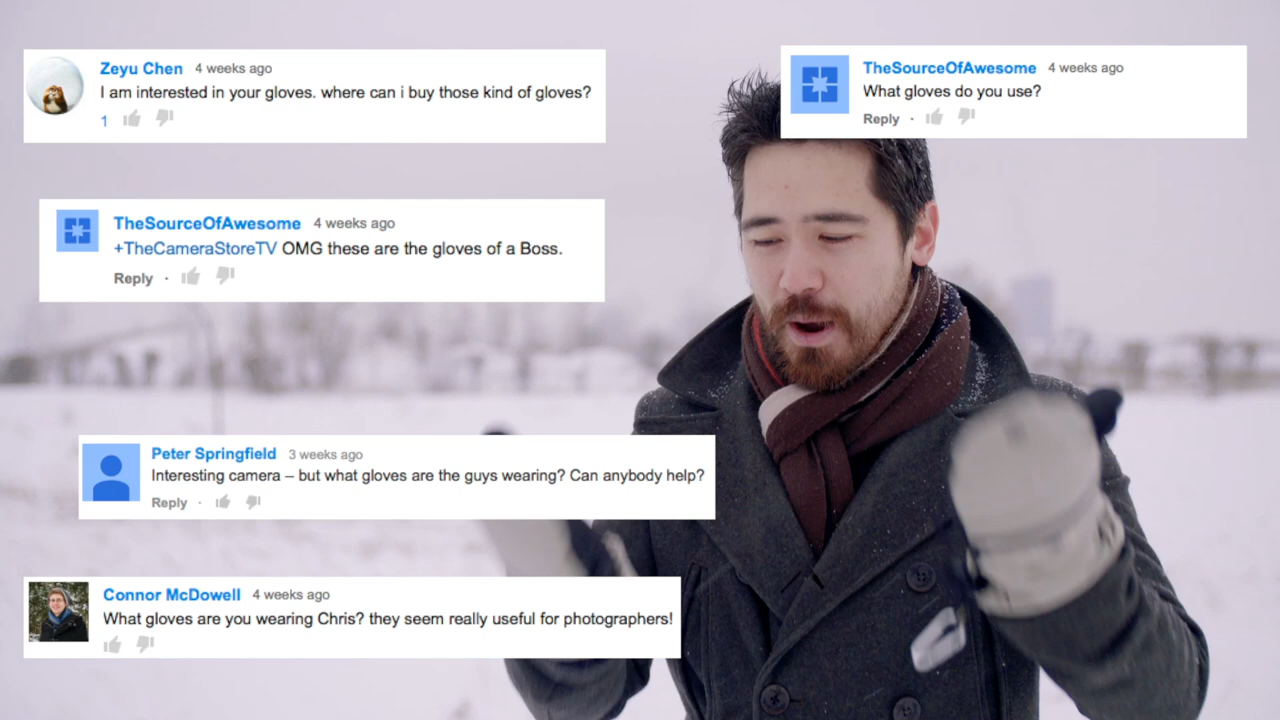 Zeyu Chen 4 weeks ago
I am interested in your gloves. where can i buy those kind of gloves?
1
TheSourceOfAwesome 4 weeks ago
What gloves do you use?
Reply ·
TheSourceOfAwesome 4 weeks ago
+TheCameraStoreTV OMG these are the gloves of a Boss.
Reply ·
Peter Springfield 3 weeks ago
Interesting camera – but what gloves are the guys wearing? Can anybody help?
Reply ·
Connor McDowell 4 weeks ago
What gloves are you wearing Chris? they seem really useful for photographers!